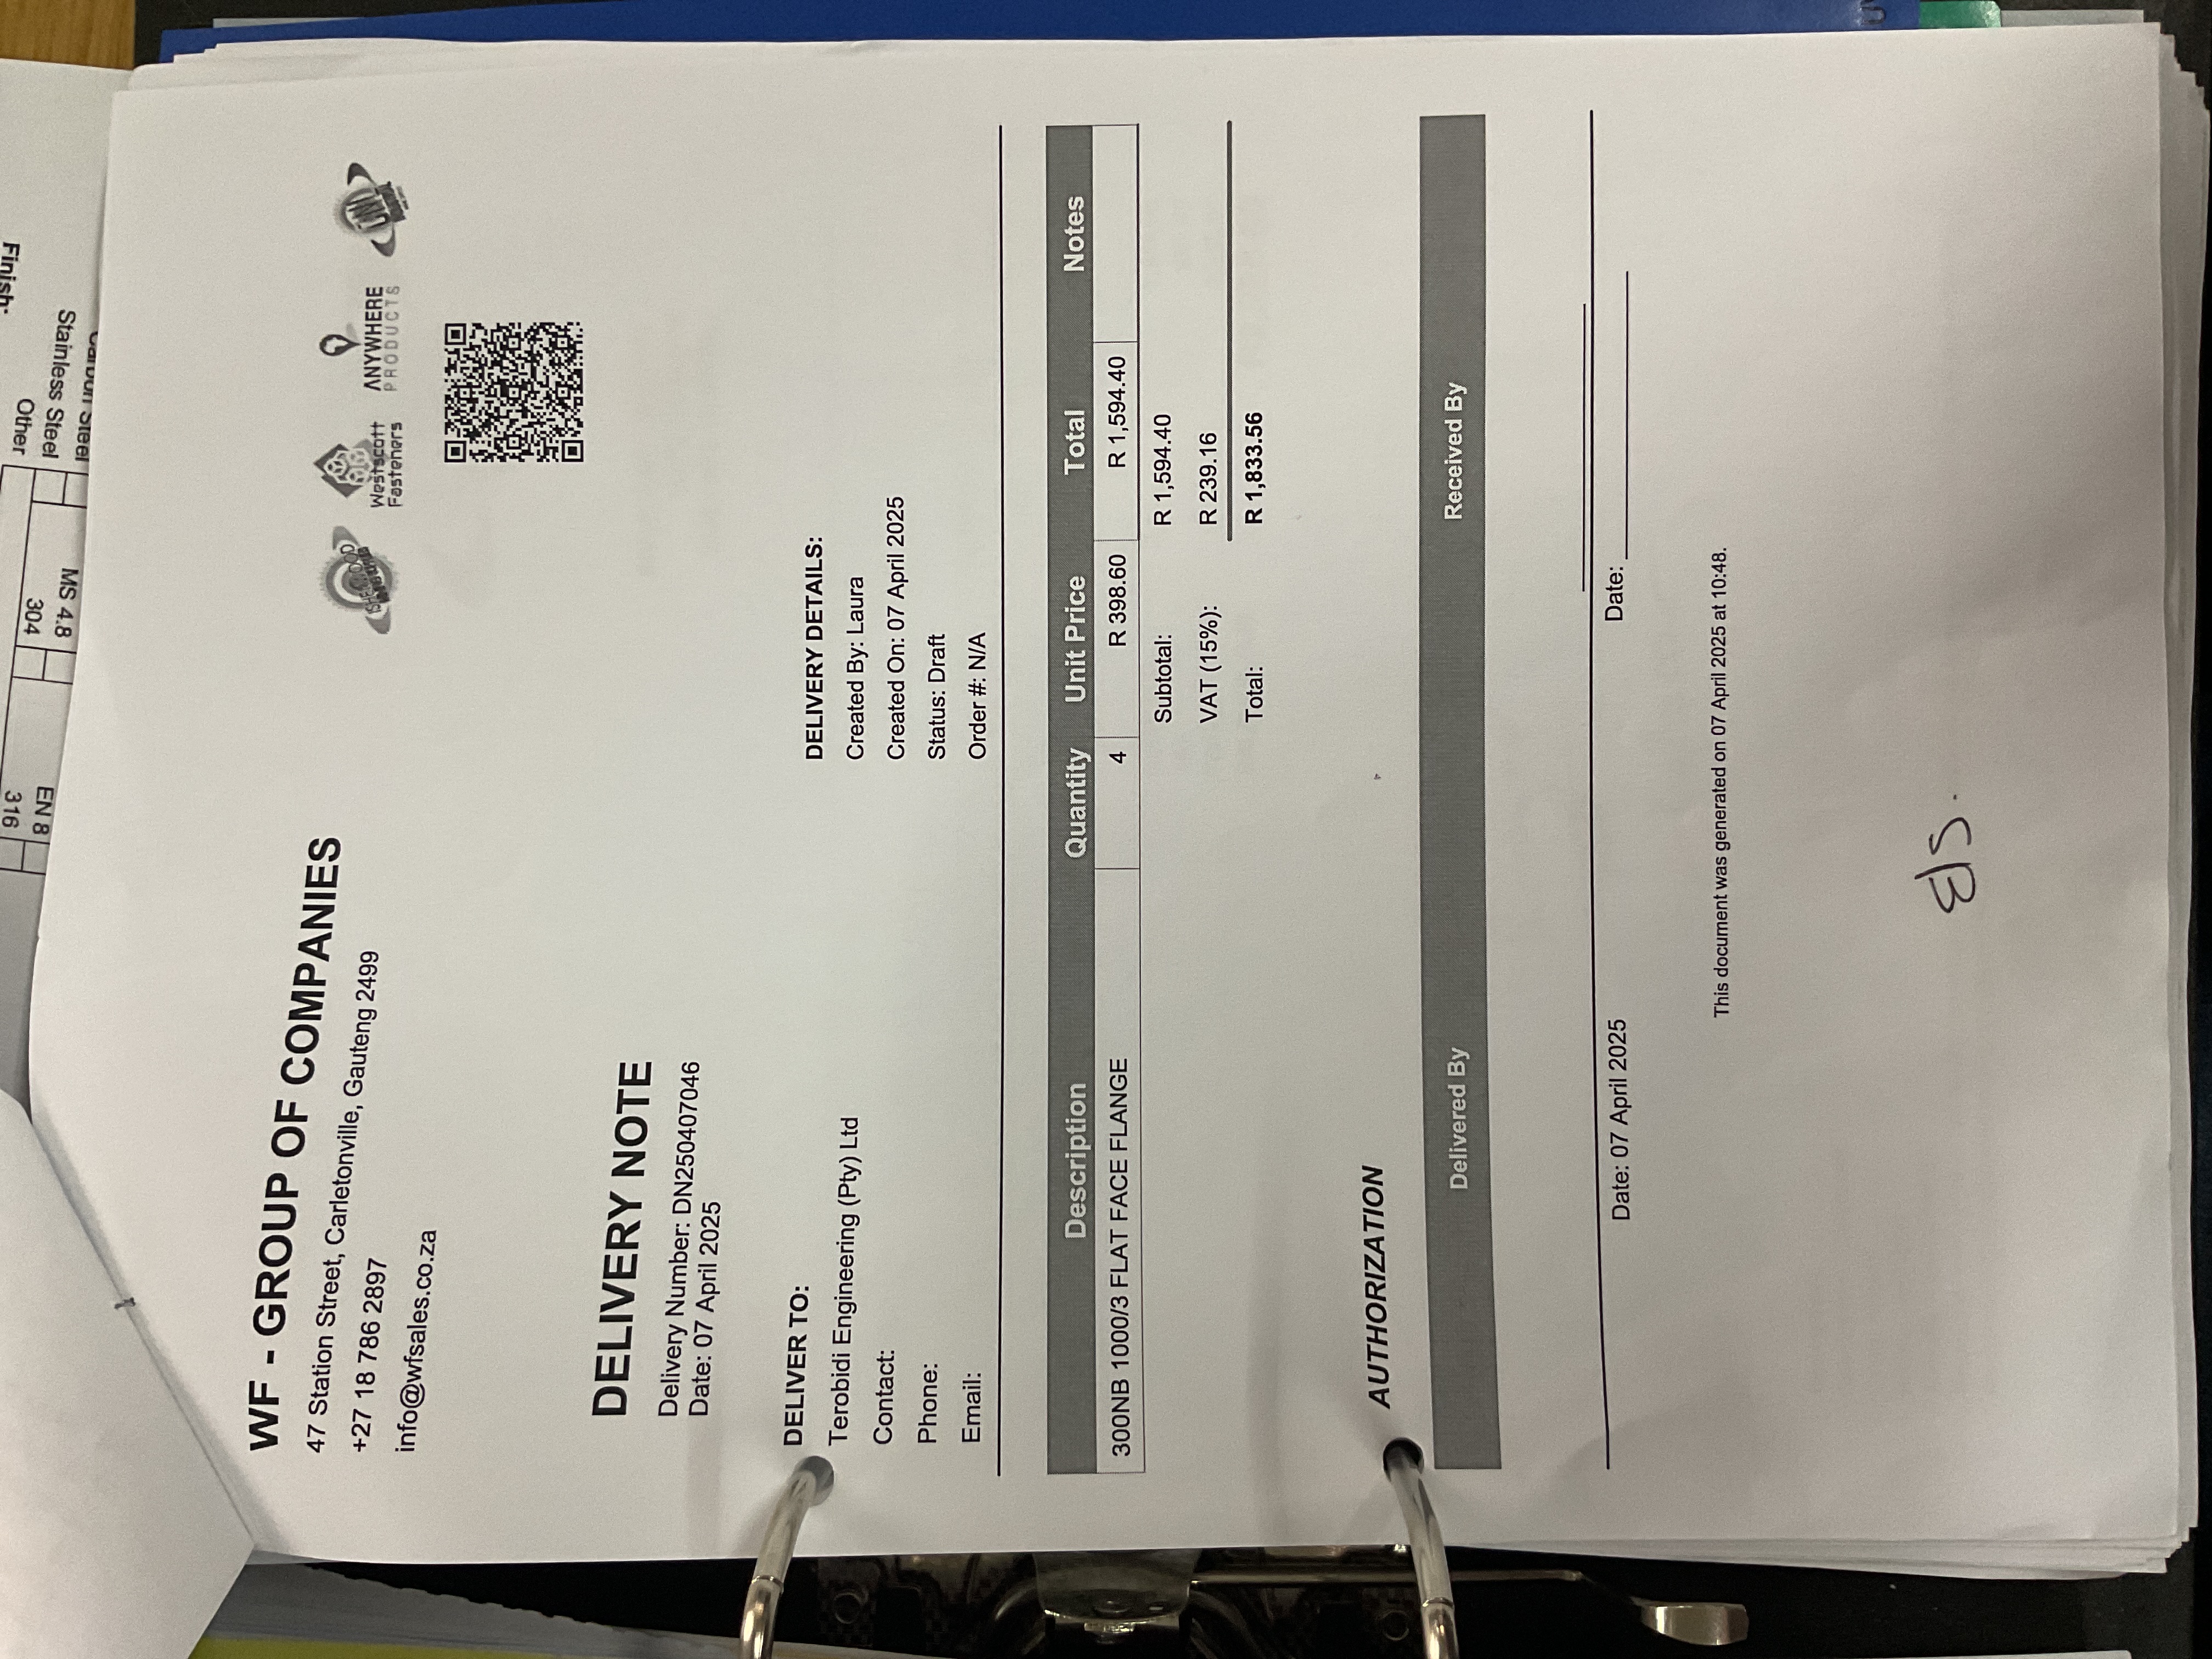 Finish:
Other
Stainless Steel
Carbon Steel
304
MS 4.8
316
EN 8
WF - GROUP OF COMPANIES
47 Station Street, Carletonville, Gauteng 2499
+27 18 786 2897
info@wfsales.co.za
Westscott
Fasteners
ANYWHERE
PRODUCTS
DELIVERY NOTE
Delivery Number: DN250407046
Date: 07 April 2025
DELIVER TO:
Terobidi Engineering (Pty) Ltd
Contact:
Phone:
Email:
DELIVERY DETAILS:
Created By: Laura
Created On: 07 April 2025
Status: Draft
Order #: N/A
Description Quantity Unit Price Total Notes
300NB 1000/3 FLAT FACE FLANGE 4 R 398.60 R 1,594.40
Subtotal: R 1,594.40
VAT (15%): R 239.16
Total: R 1,833.56
AUTHORIZATION
Delivered By Received By
Date: 07 April 2025 Date:
This document was generated on 07 April 2025 at 10:48.